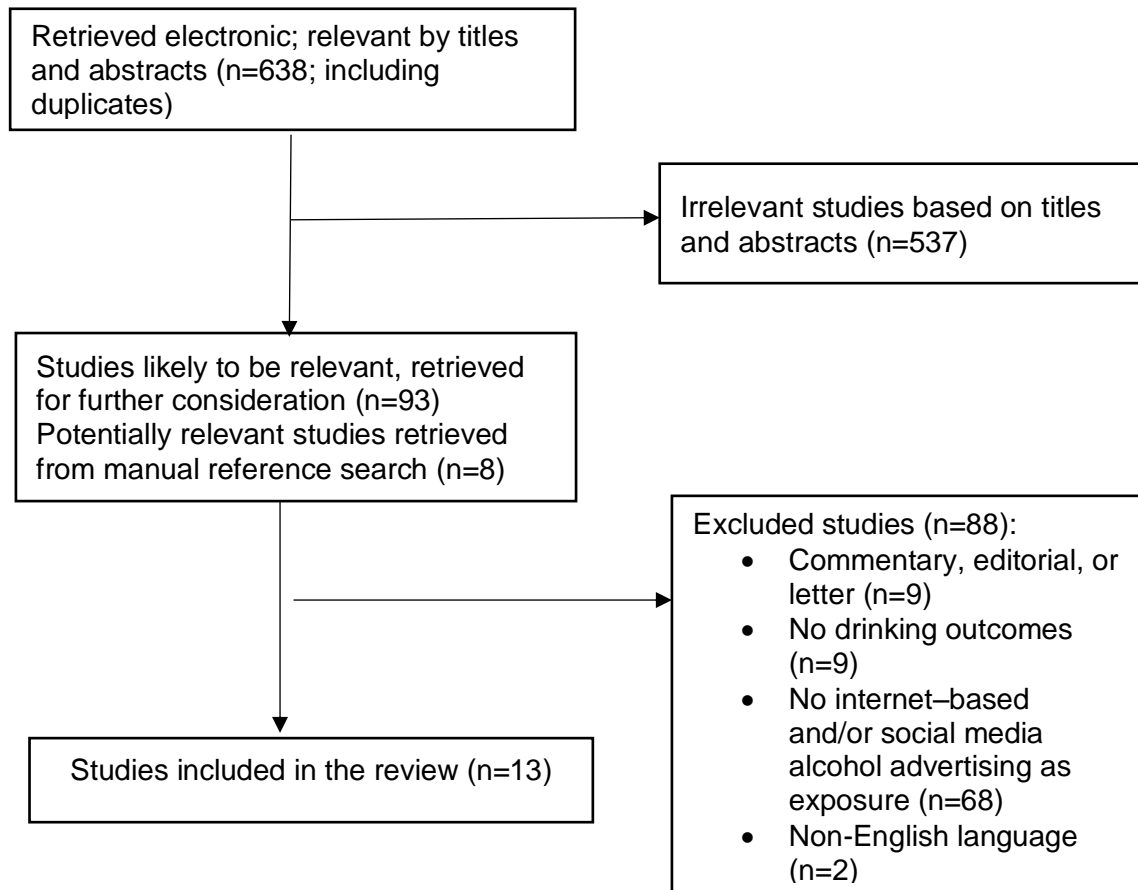 Retrieved electronic; relevant by titles
and abstracts (n=638; including
duplicates)
Irrelevant studies based on titles
and abstracts (n=537)
Studies likely to be relevant, retrieved
for further consideration (n=93)
Potentially relevant studies retrieved
from manual reference search (n=8)
Excluded studies (n=88):
• Commentary, editorial, or
letter (n=9)
• No drinking outcomes
(n=9)
• No internet–based
and/or social media
alcohol advertising as
exposure (n=68)
• Non-English language
(n=2)
Studies included in the review (n=13)